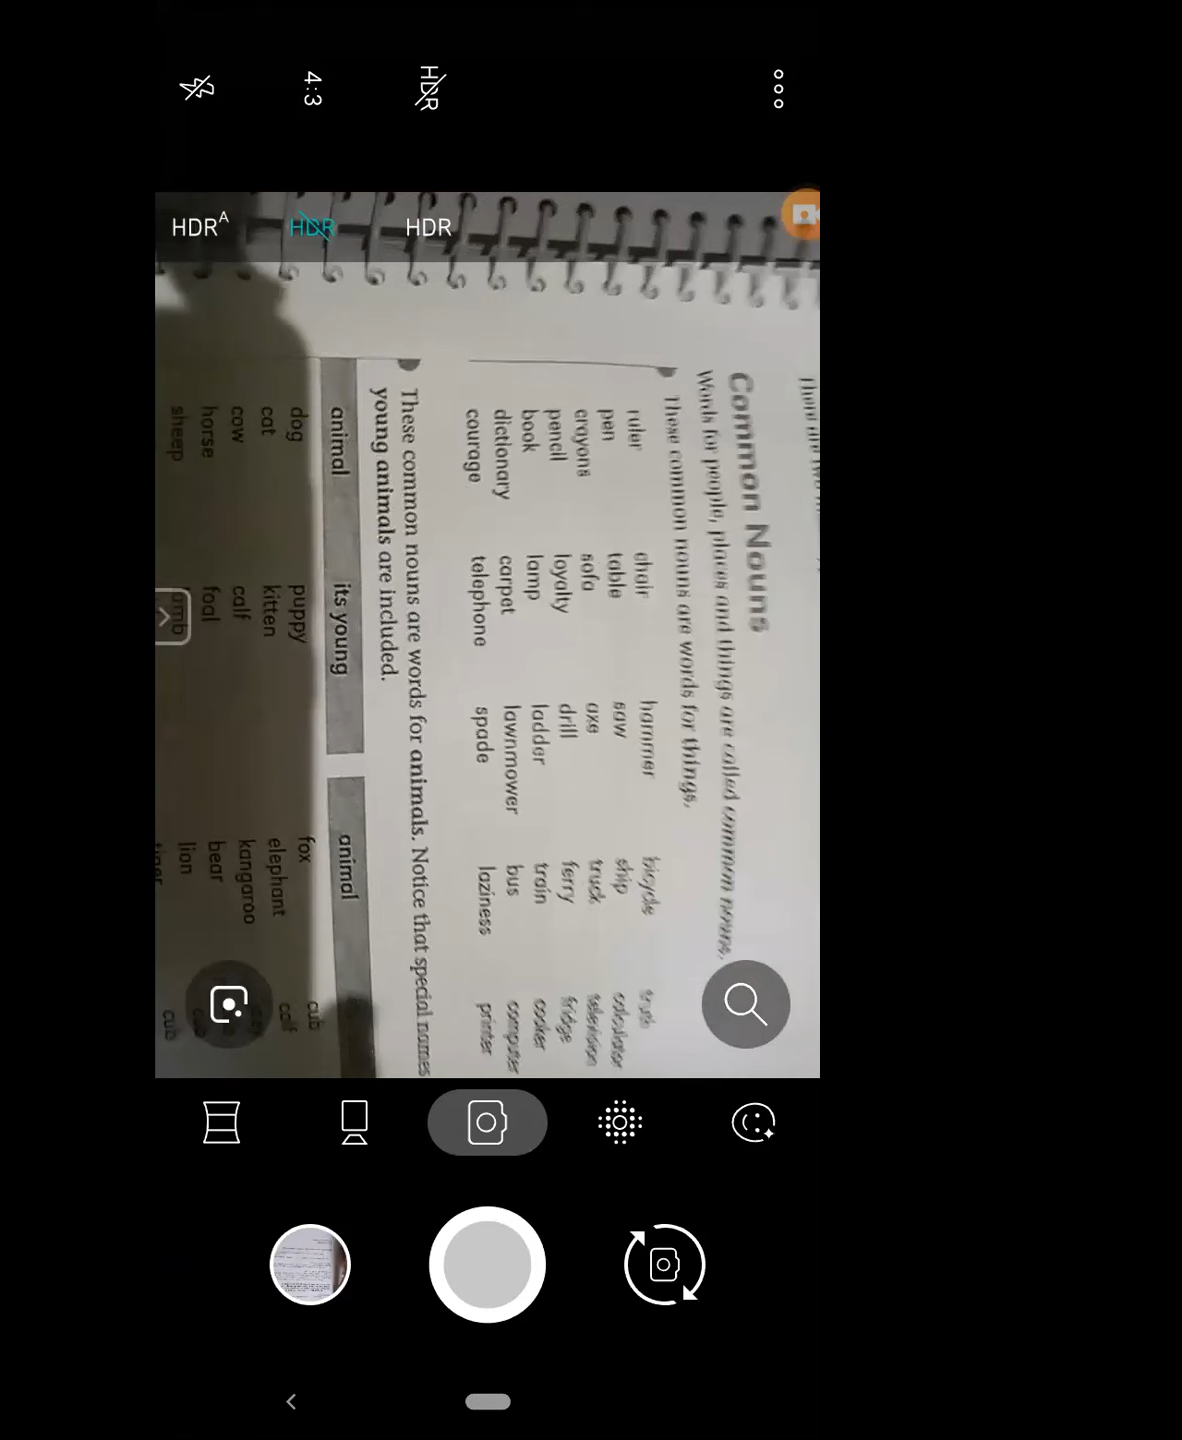 4:3
HDR
HDR A
HDR
HDR
Common Nouns
Words for people, places and things are called common nouns.
These common nouns are words for things.
ruler chair hammer bicycle truth
pen table saw ship calculator
crayons sofa axe truck television
pencil loyalty drill ferry fridge
book lamp ladder train cooker
dictionary carpet lawnmower bus computer
courage telephone spade laziness printer
These common nouns are words for animals. Notice that special names
young animals are included.
animal its young animal
dog puppy fox cub
cat kitten elephant calf
cow calf kangaroo
horse foal bear cub
sheep lion cub